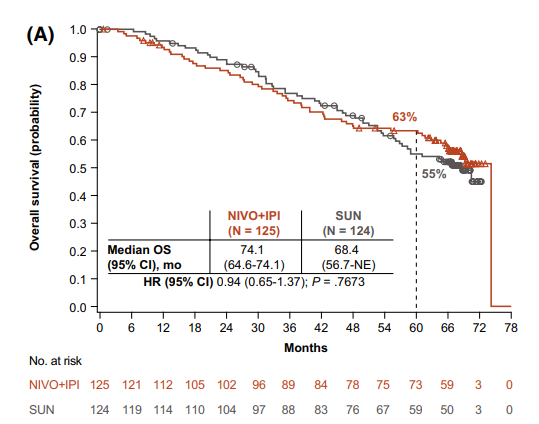 (A)
Overall survival (probability)
1.0
0.9
0.8
0.7
0.6
0.5
0.4
0.3
0.2
0.1
0.0
63%
55%
NIVO+IPI SUN
(N = 125) (N = 124)
Median OS 74.1 68.4
(95% CI), mo (64.6-74.1) (56.7-NE)
HR (95% CI) 0.94 (0.65-1.37); P = .7673
0 6 12 18 24 30 36 42 48 54 60 66 72 78
Months
No. at risk
NIVO+IPI 125 121 112 105 102 96 89 84 78 75 73 59 3 0
SUN 124 119 114 110 104 97 88 83 76 67 59 50 3 0